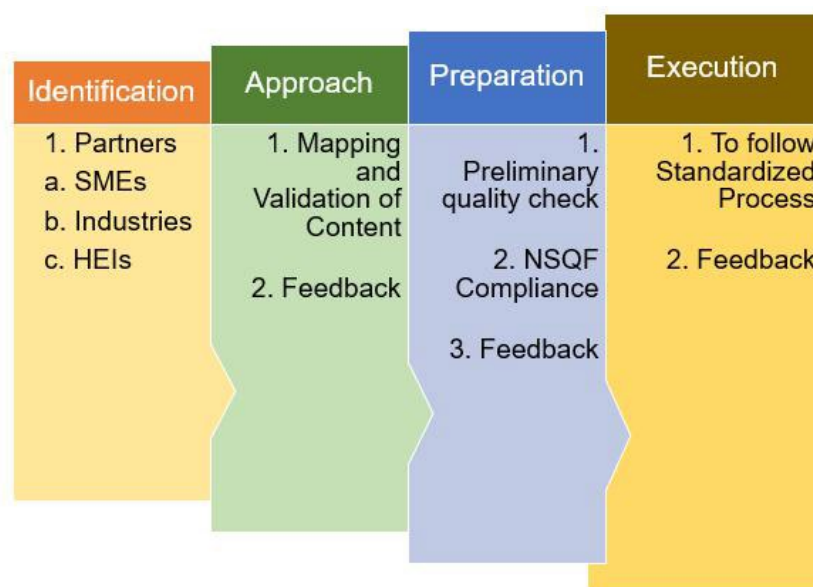 Identification
1. Partners
a. SMEs
b. Industries
c. HEIs
Approach
1. Mapping
and
Validation of
Content
2. Feedback
Preparation
1.
Preliminary
quality check
2. NSQF
Compliance
3. Feedback
Execution
1. To follow
Standardized
Process
2. Feedback